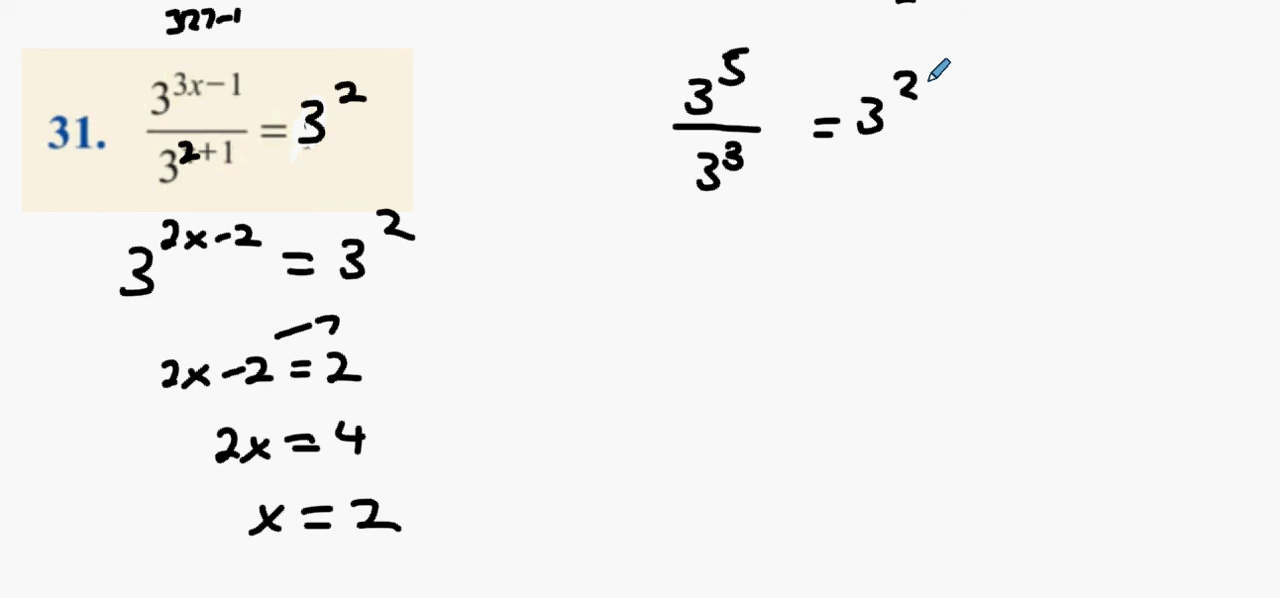 327-1
31. 3^{3x-1} / 3^{2+1} = 3^2
3^{2x-2} = 3^2
2x-2 = 2
2x = 4
x = 2
3^5 / 3^3 = 3^2